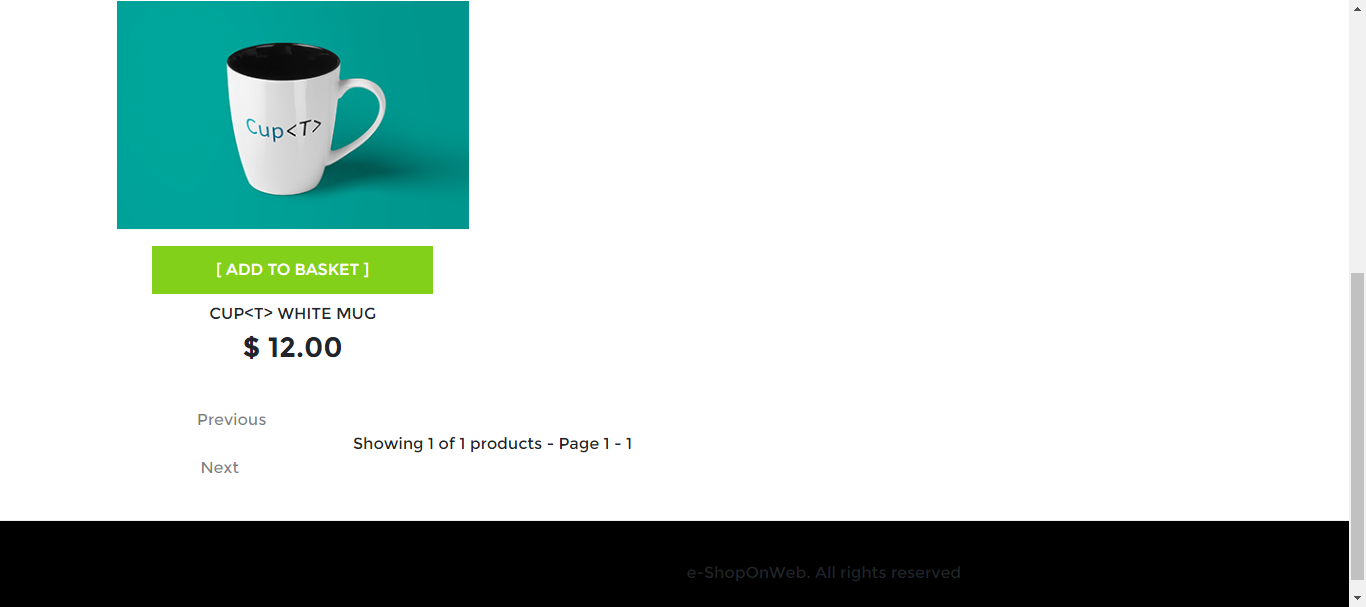 Cup<T>
[ ADD TO BASKET ]
CUP<T> WHITE MUG
$ 12.00
Previous
Showing 1 of 1 products - Page 1 - 1
Next
e-ShopOnWeb. All rights reserved